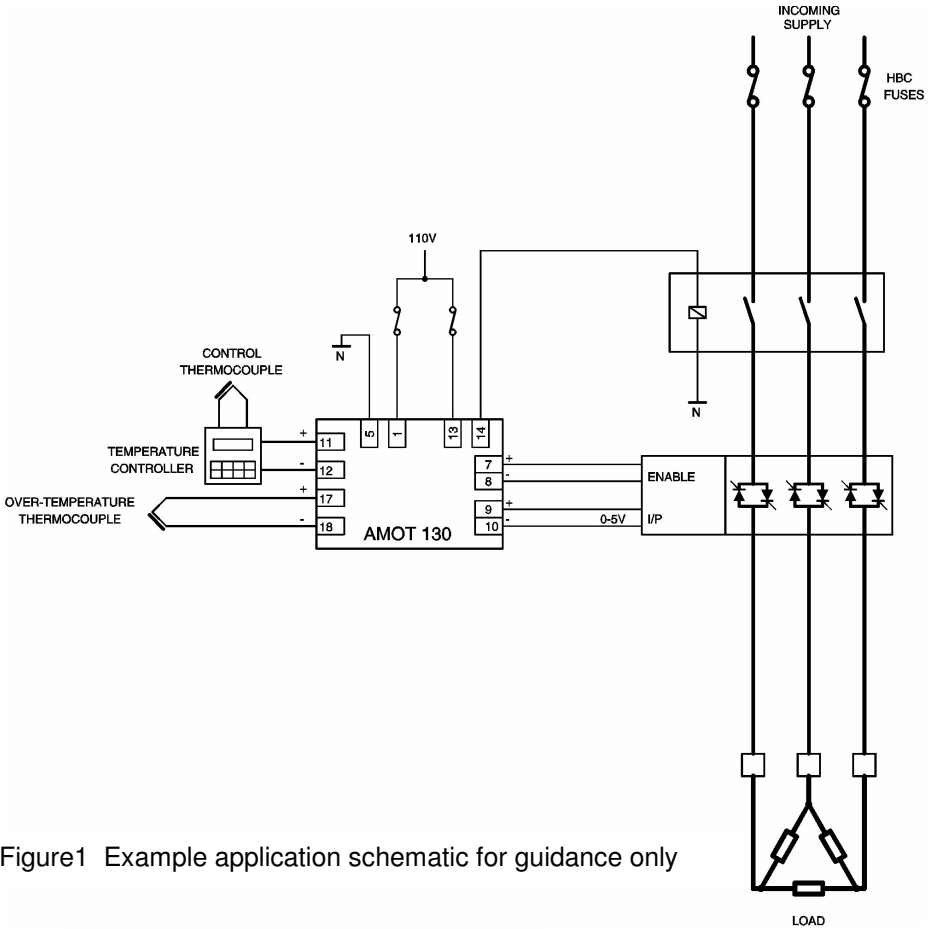 INCOMING
SUPPLY
HBC
FUSES
110V
N
CONTROL
THERMOCOUPLE
N
5
1
13
14
TEMPERATURE
CONTROLLER
+
11
-
12
+
7
-
8
ENABLE
OVER-TEMPERATURE
THERMOCOUPLE
+
17
-
18
+
9
-
10
0-5V
I/P
AMOT 130
Figure1 Example application schematic for guidance only
LOAD